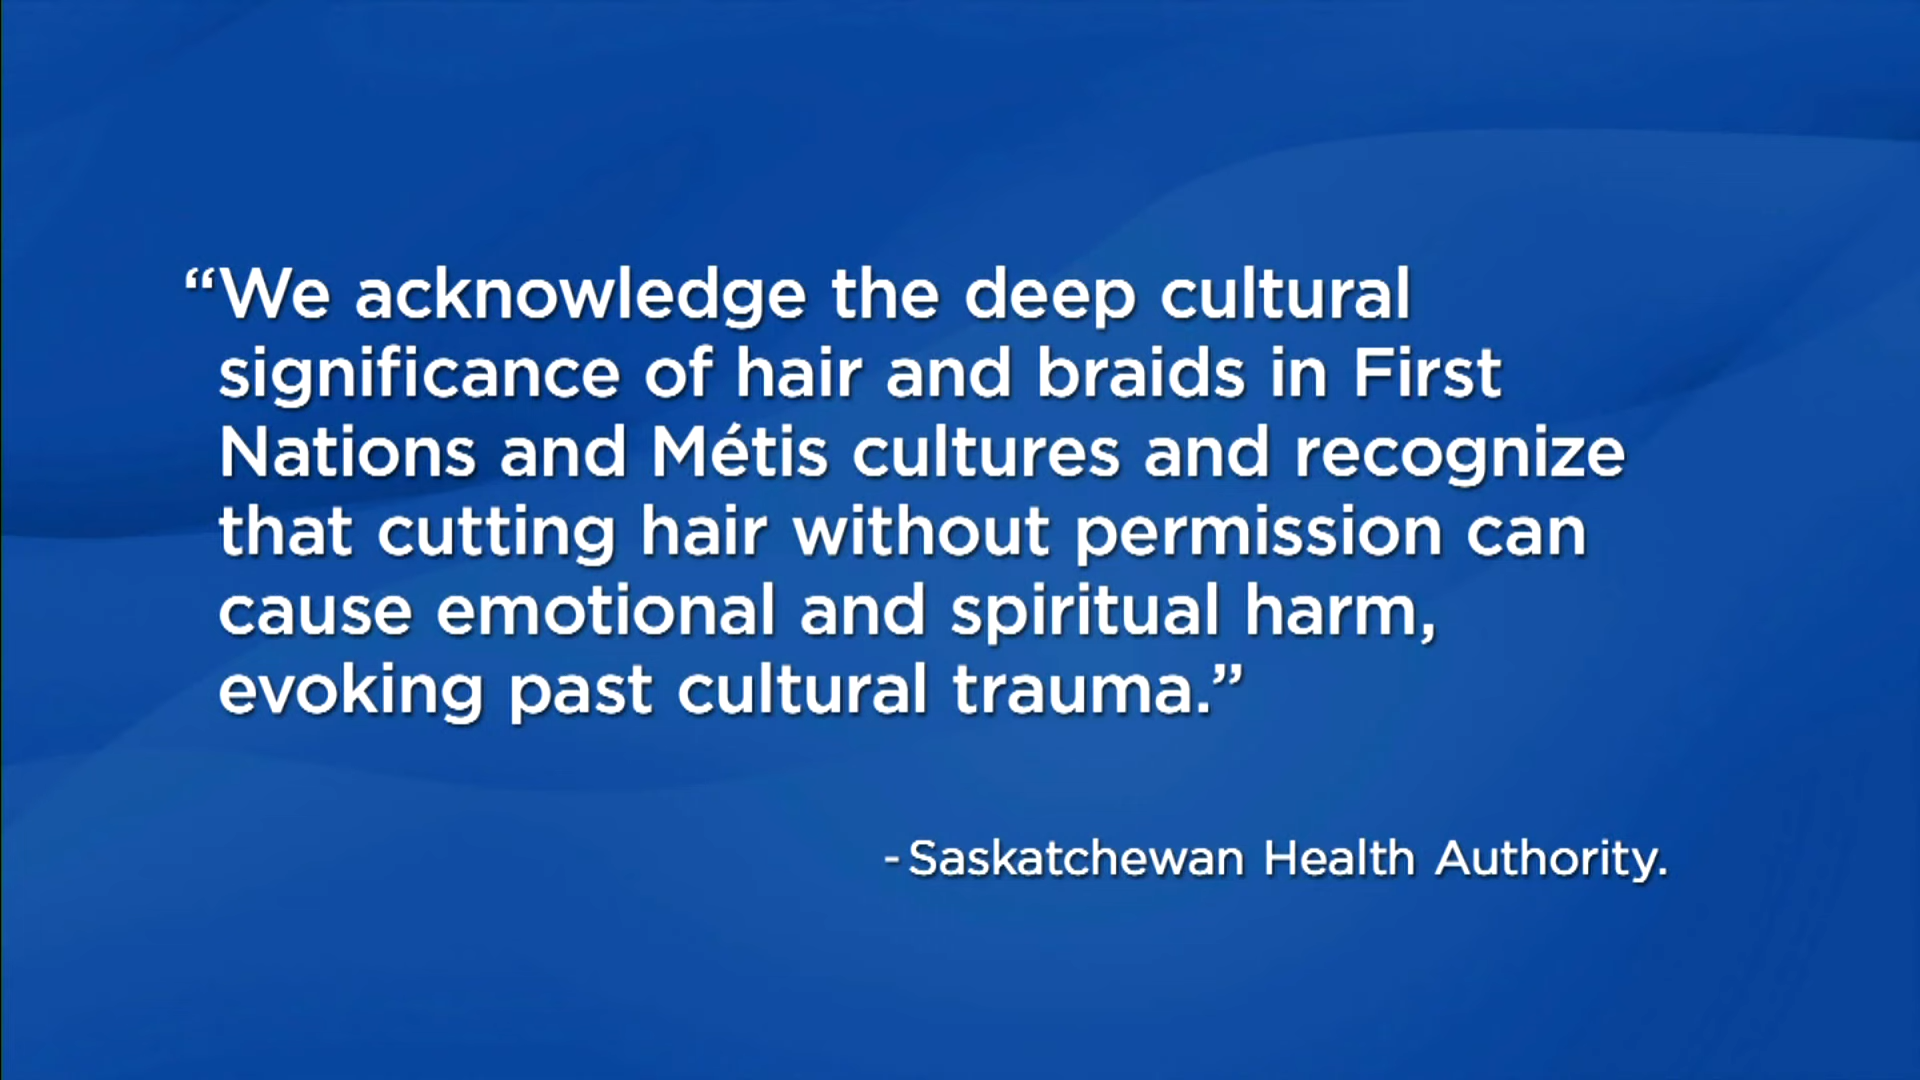 “We acknowledge the deep cultural
significance of hair and braids in First
Nations and Métis cultures and recognize
that cutting hair without permission can
cause emotional and spiritual harm,
evoking past cultural trauma.”
- Saskatchewan Health Authority.